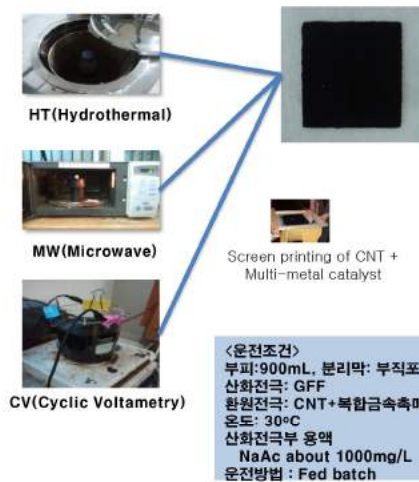 HT(Hydrothermal)
MW(Microwave)
Screen printing of CNT +
Multi-metal catalyst
CV(Cyclic Voltametry)
<운전조건>
부피:900mL, 분리막: 부직포
산화전극: GFF
환원전극: CNT+복합금속촉매
온도: 30ºC
산화전극부 용액
NaAc about 1000mg/L
운전방법 : Fed batch